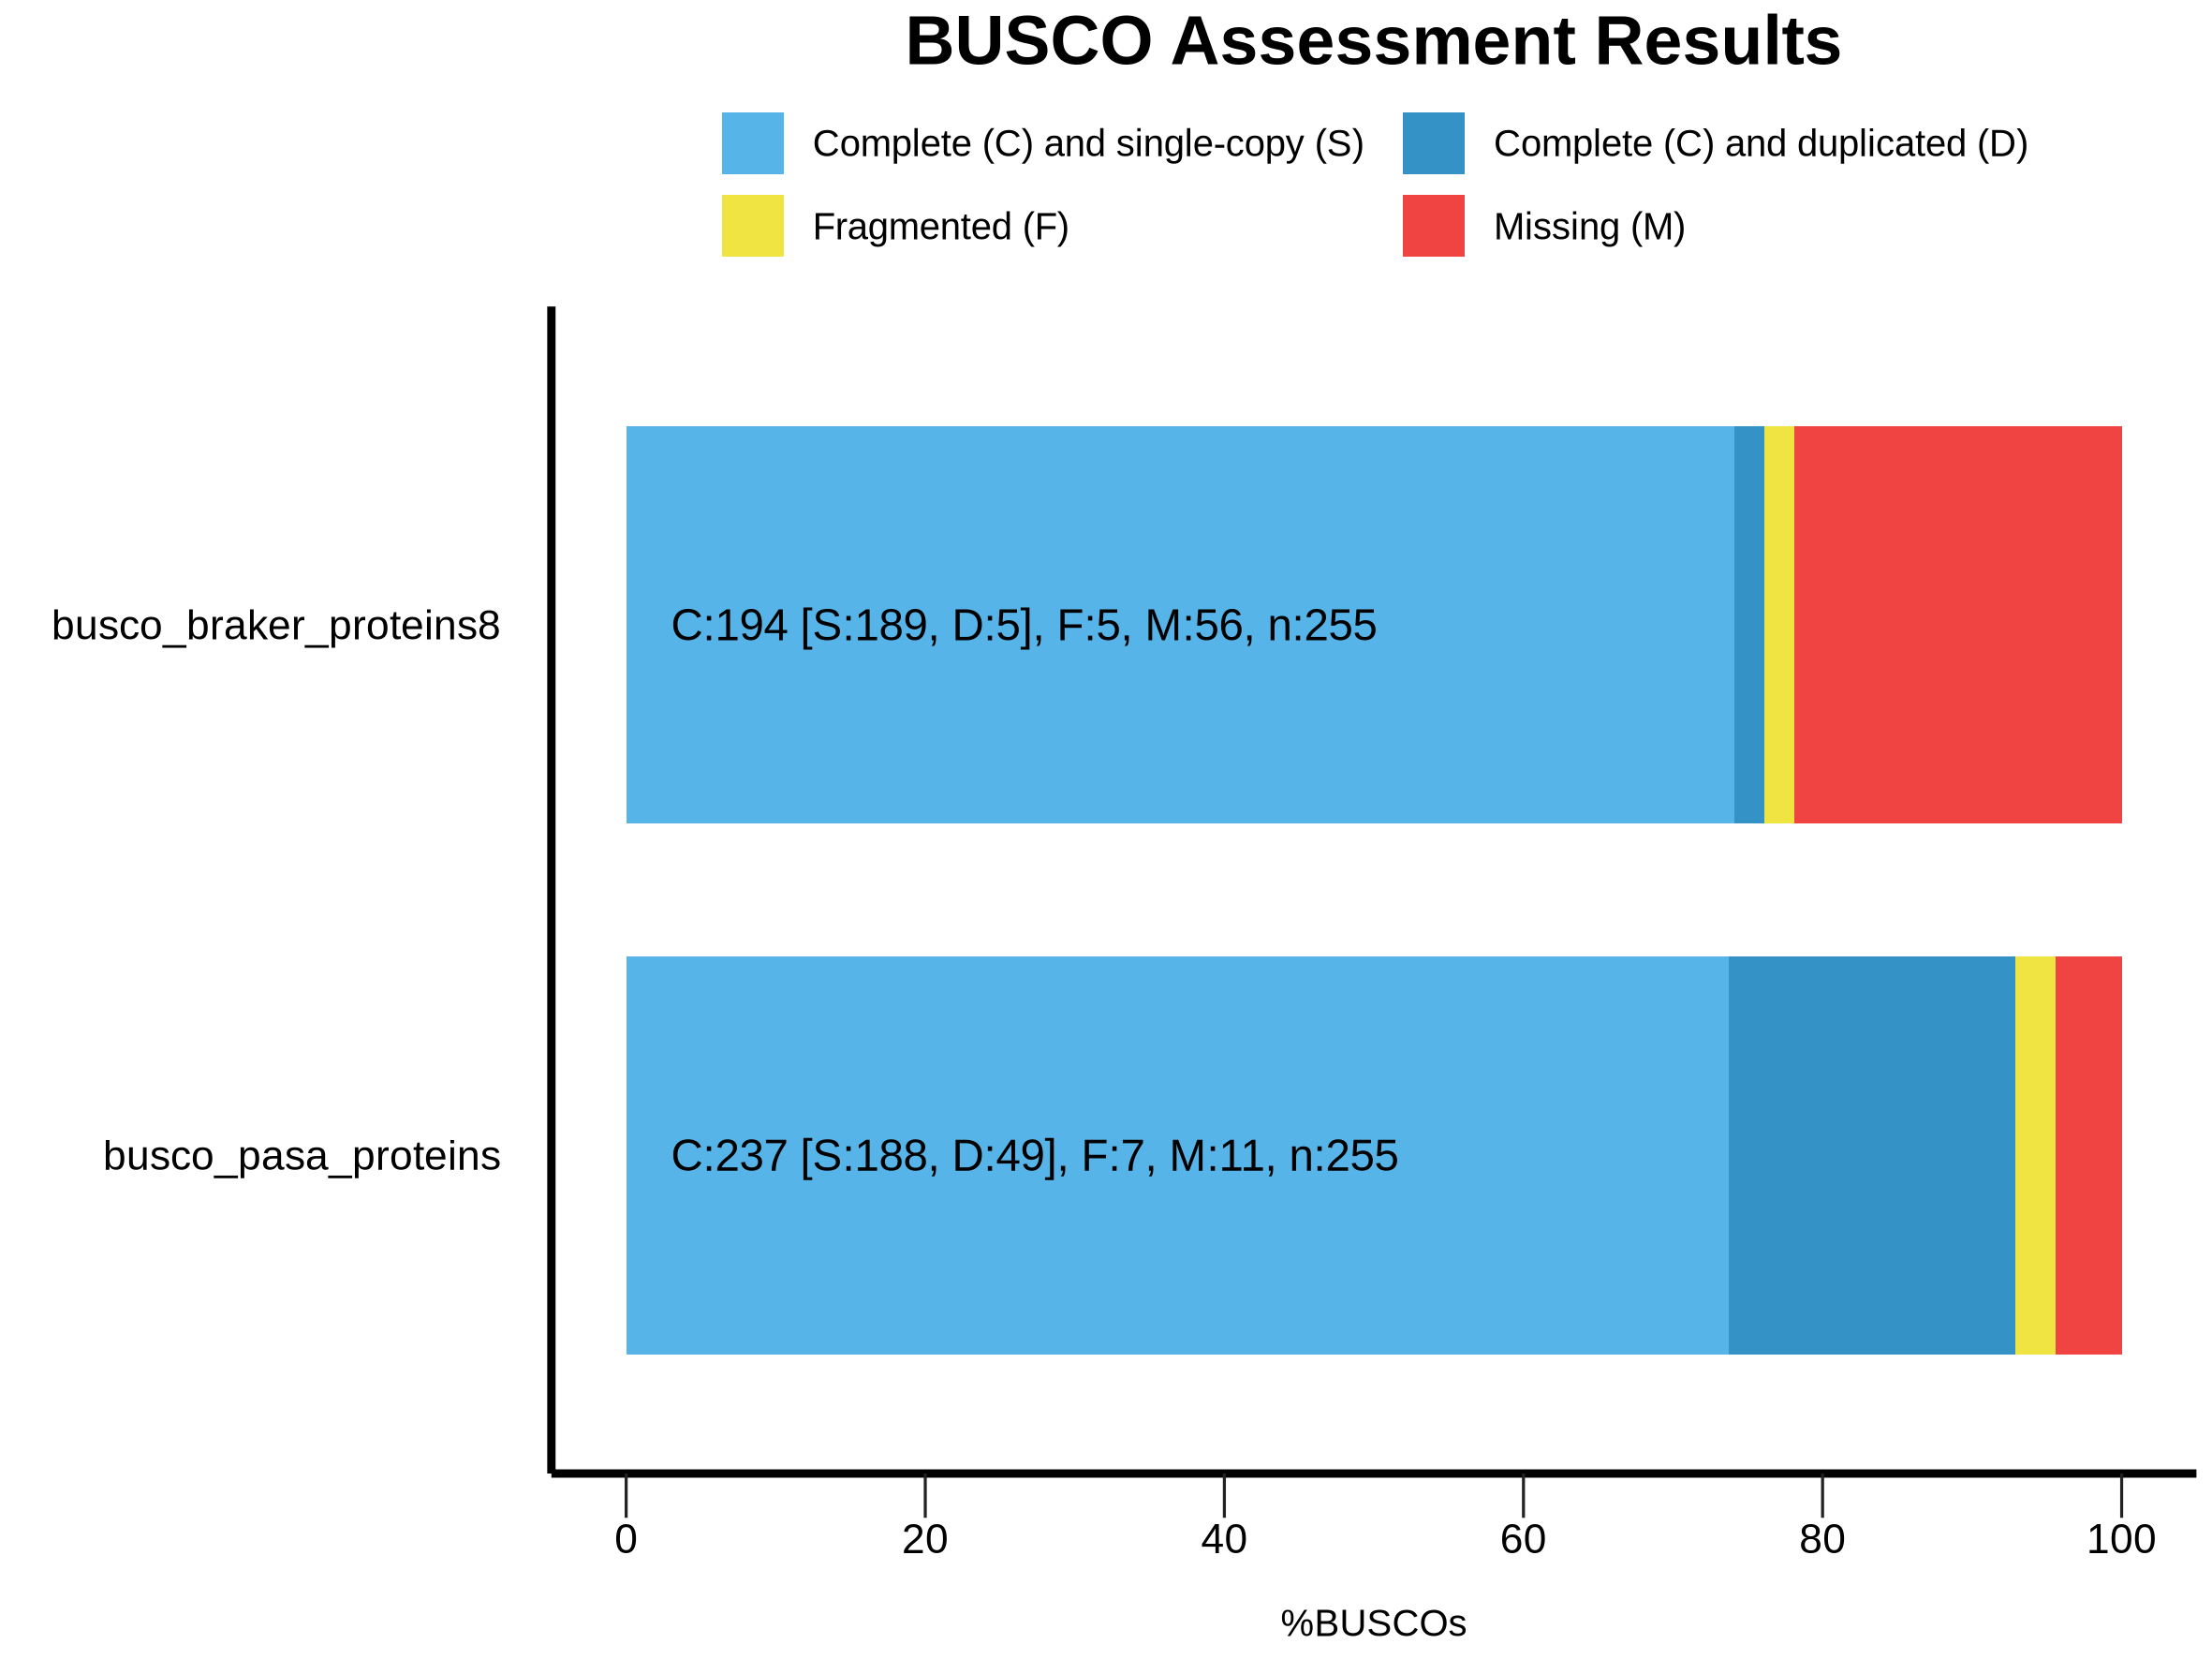 BUSCO Assessment Results
Complete (C) and single-copy (S)
Complete (C) and duplicated (D)
Fragmented (F)
Missing (M)
busco_braker_proteins8
C:194 [S:189, D:5], F:5, M:56, n:255
busco_pasa_proteins
C:237 [S:188, D:49], F:7, M:11, n:255
0 20 40 60 80 100
%BUSCOs